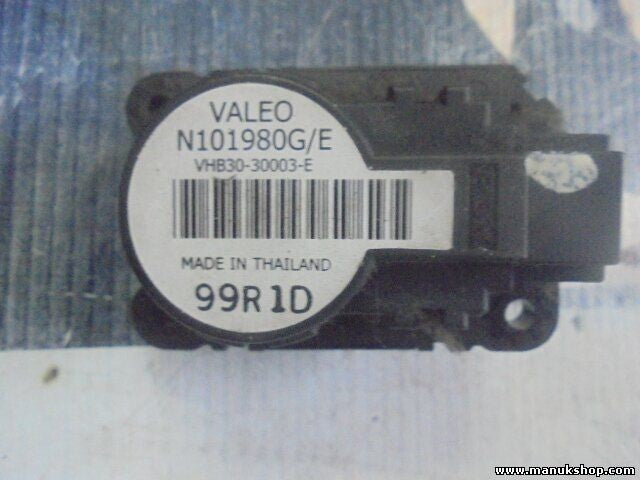 VALEO
N101980G/E
VHB30-30003-E
MADE IN THAILAND
99R1D
www.manukshop.com